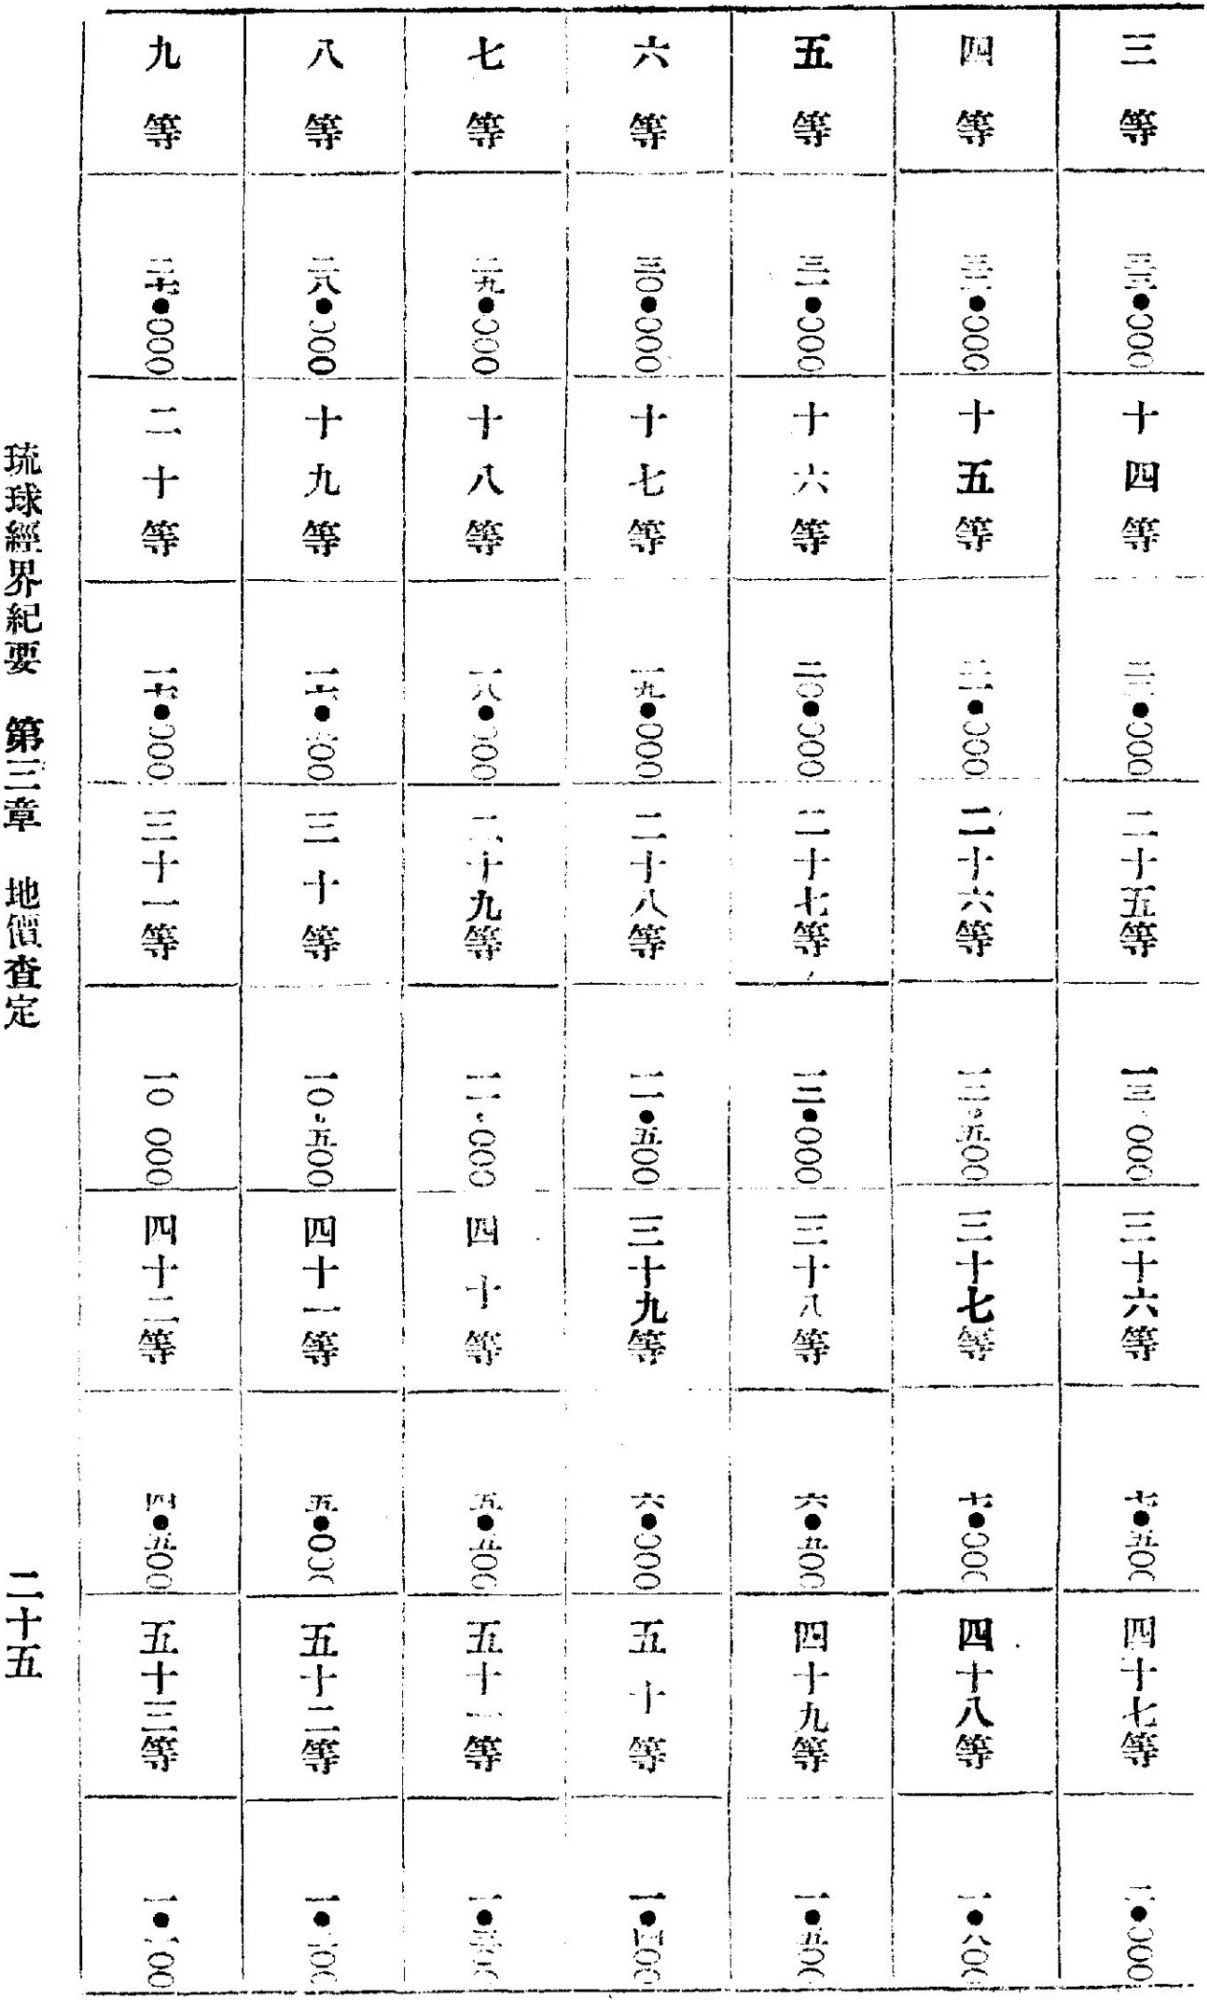 三等 三三●〇〇〇 十四等 二二●〇〇〇 二十五等 一三●〇〇〇 三十六等 七●五〇〇 四十七等 二●〇〇〇
四等 三二●〇〇〇 十五等 二一●〇〇〇 二十六等 一二●五〇〇 三十七等 七●〇〇〇 四十八等 一●八〇〇
五等 三一●〇〇〇 十六等 二〇●〇〇〇 二十七等 一二●〇〇〇 三十八等 六●五〇〇 四十九等 一●五〇〇
六等 三〇●〇〇〇 十七等 一九●〇〇〇 二十八等 一一●五〇〇 三十九等 六●〇〇〇 五十等 一●四〇〇
七等 二九●〇〇〇 十八等 一八●〇〇〇 二十九等 一一●〇〇〇 四十等 五●五〇〇 五十一等 一●三〇〇
八等 二八●〇〇〇 十九等 三十等 一〇●五〇〇 四十一等 五●〇〇〇 五十二等 一●二〇〇
九等 二七●〇〇〇 二十等 一七●〇〇〇 三十一等 一〇 〇〇〇 四十二等 四●五〇〇 五十三等 一●一〇〇
琉球經界紀要 第三章 地價査定 二十五